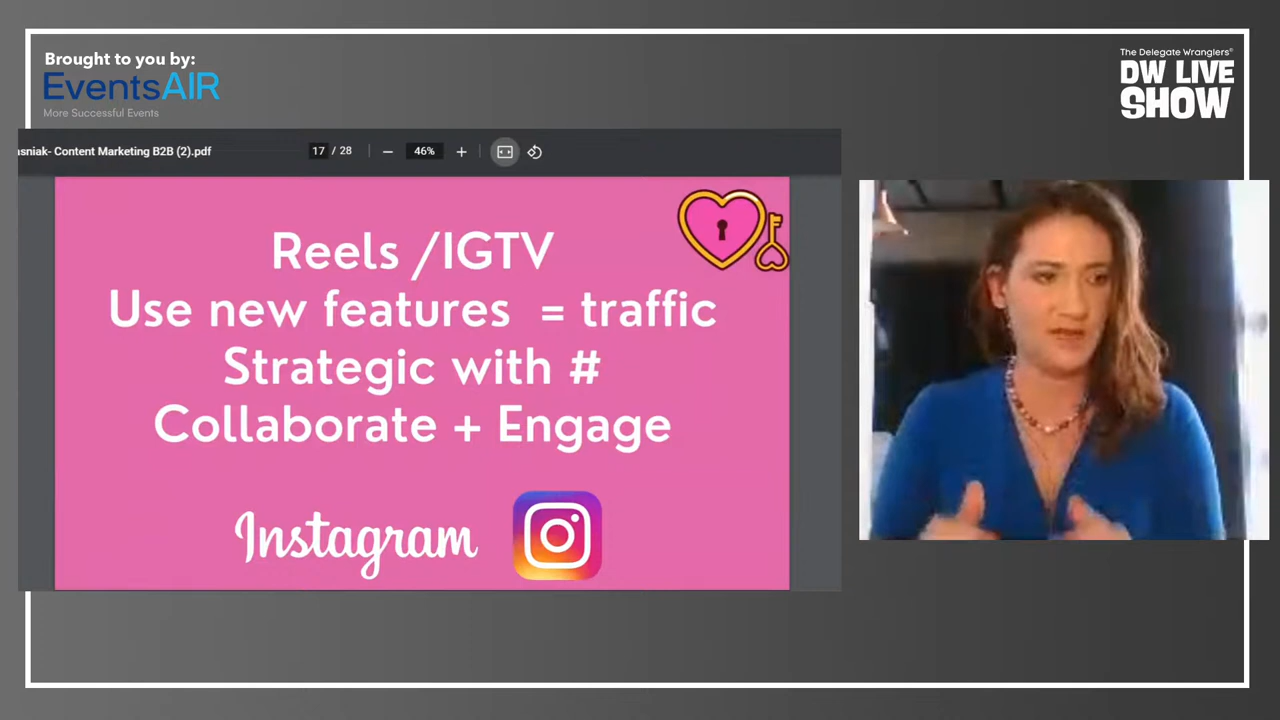 Brought to you by:
EventsAIR
More Successful Events
The Delegate Wranglers®
DW LIVE
SHOW
sniak- Content Marketing B2B (2).pdf
17 / 28
46%
Reels /IGTV
Use new features = traffic
Strategic with #
Collaborate + Engage
Instagram